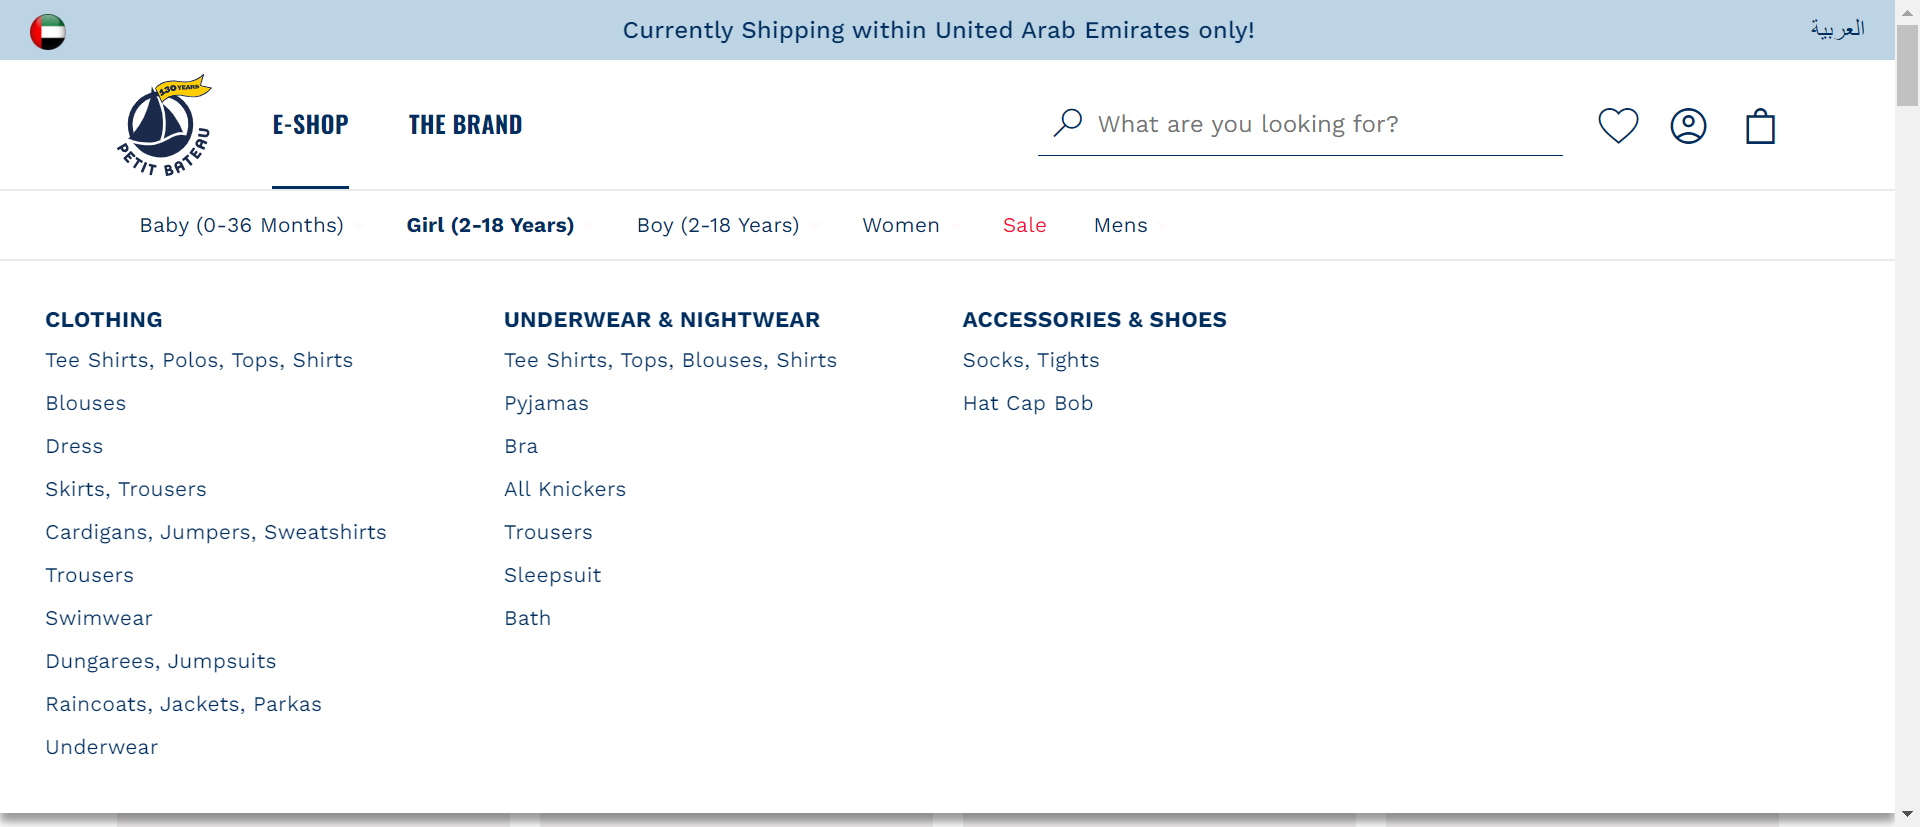 Currently Shipping within United Arab Emirates only!
العربية
130 YEARS
PETIT BATEAU
E-SHOP
THE BRAND
What are you looking for?
Baby (0-36 Months)
Girl (2-18 Years)
Boy (2-18 Years)
Women
Sale
Mens
CLOTHING
Tee Shirts, Polos, Tops, Shirts
Blouses
Dress
Skirts, Trousers
Cardigans, Jumpers, Sweatshirts
Trousers
Swimwear
Dungarees, Jumpsuits
Raincoats, Jackets, Parkas
Underwear
UNDERWEAR & NIGHTWEAR
Tee Shirts, Tops, Blouses, Shirts
Pyjamas
Bra
All Knickers
Trousers
Sleepsuit
Bath
ACCESSORIES & SHOES
Socks, Tights
Hat Cap Bob